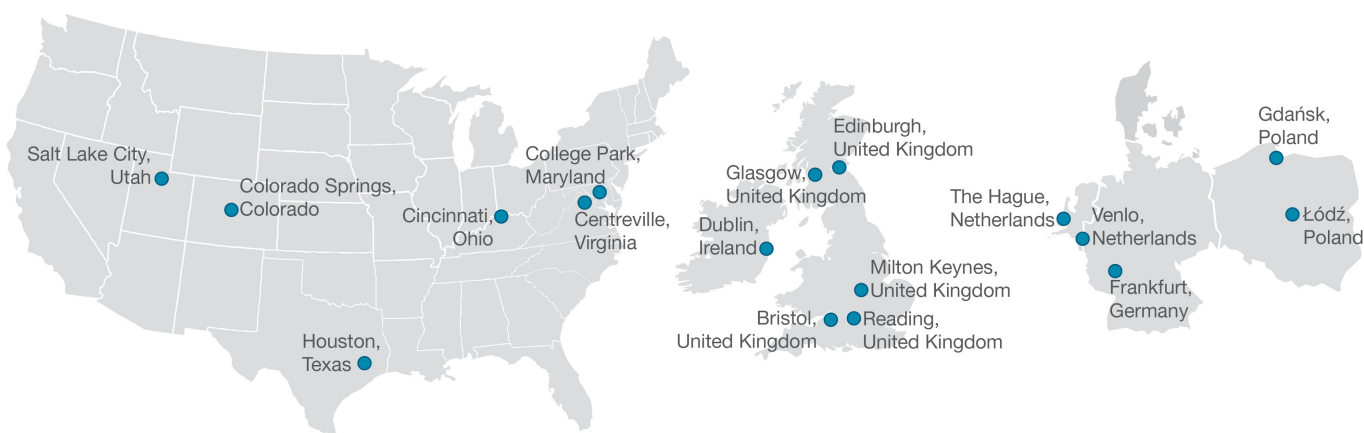 Salt Lake City,
Utah
Colorado Springs,
Colorado
Cincinnati,
Ohio
College Park,
Maryland
Centreville,
Virginia
Houston,
Texas
Edinburgh,
United Kingdom
Glasgow,
United Kingdom
Dublin,
Ireland
Milton Keynes,
United Kingdom
Bristol,
United Kingdom
Reading,
United Kingdom
The Hague,
Netherlands
Venlo,
Netherlands
Frankfurt,
Germany
Gdańsk,
Poland
Łódź,
Poland